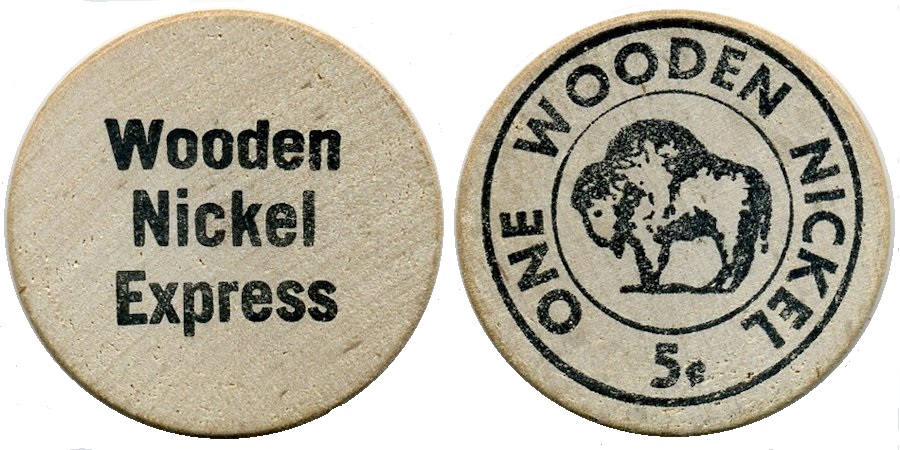 Wooden
Nickel
Express
ONE WOODEN NICKEL
5¢